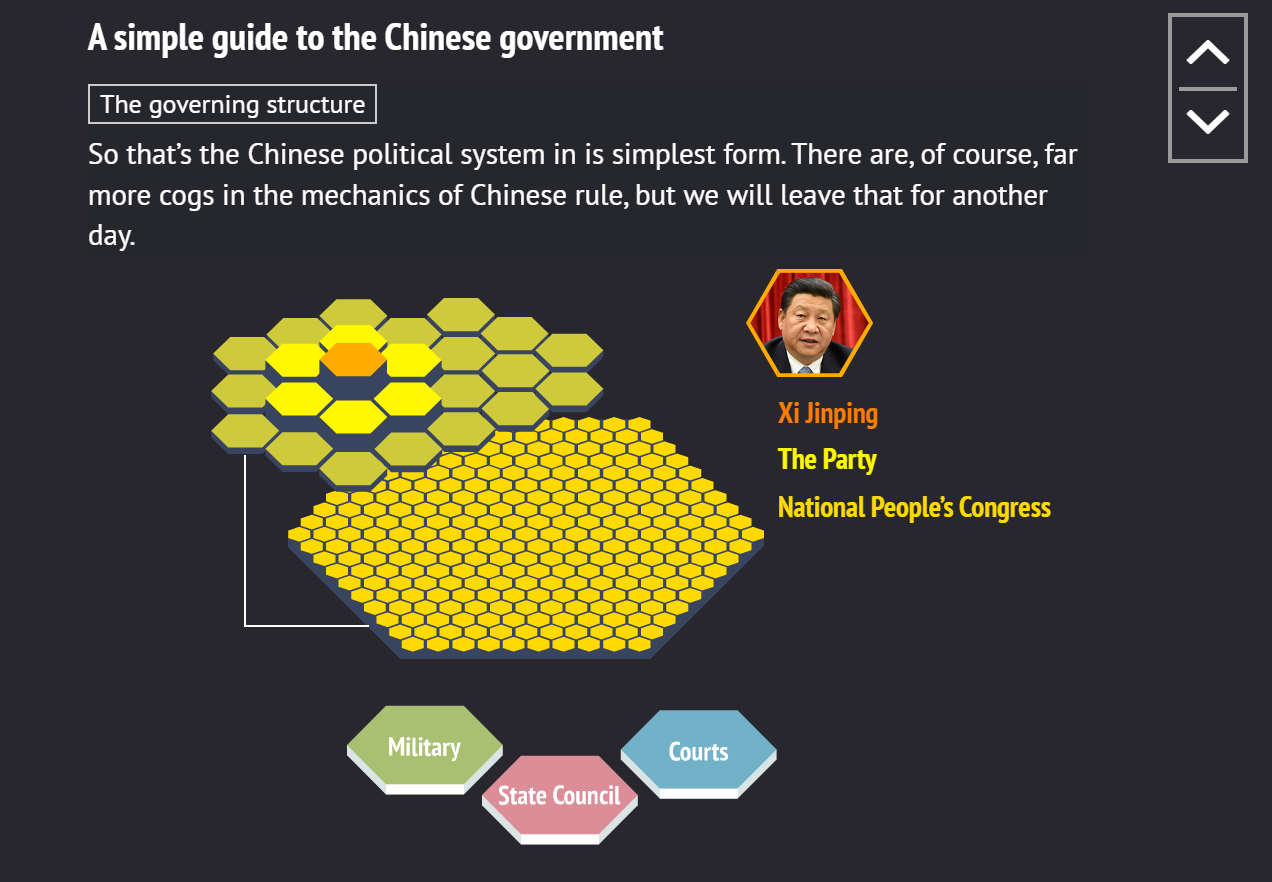 A simple guide to the Chinese government
The governing structure
So that’s the Chinese political system in is simplest form. There are, of course, far
more cogs in the mechanics of Chinese rule, but we will leave that for another
day.
Xi Jinping
The Party
National People’s Congress
Military
Courts
State Council